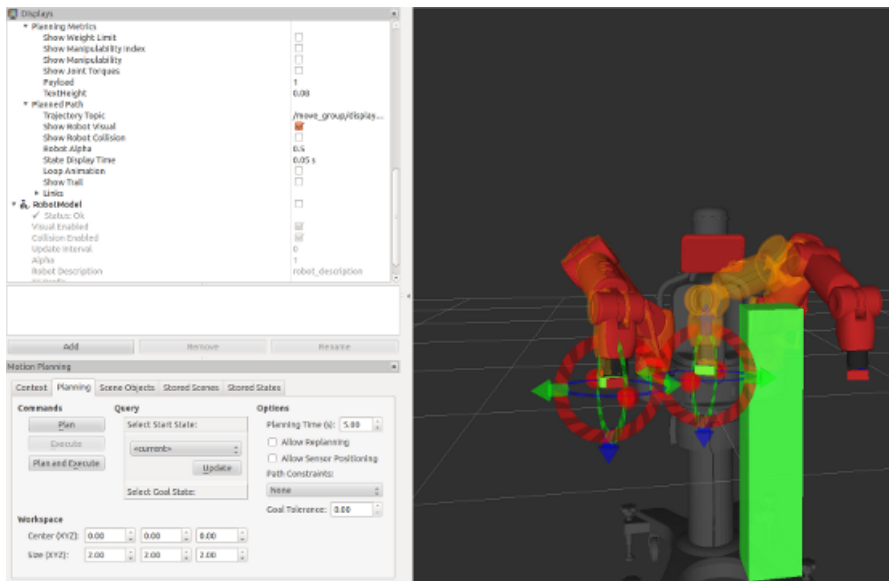 Displays
Planning Metrics
Show Weight Limit
Show Manipulability Index
Show Manipulability
Show Joint Torques
Payload 1
TextHeight 0.08
Planned Path
Trajectory Topic /move_group/display...
Show Robot Visual
Show Robot Collision
Robot Alpha 0.5
State Display Time 0.05 s
Loop Animation
Show Trail
Links
RobotModel
✓ Status: Ok
Visual Enabled
Collision Enabled
Update Interval 0
Alpha 1
Robot Description robot_description
Add Remove Rename
Motion Planning
Context Planning Scene Objects Stored Scenes Stored States
Commands Query Options
Plan Select Start State: Planning Time (s): 5.00
Execute <current> Allow Replanning
Plan and Execute Update Allow Sensor Positioning
Path Constraints:
Select Goal State: None
Goal Tolerance: 0.00
Workspace
Center (XYZ): 0.00 0.00 0.00
Size (XYZ): 2.00 2.00 2.00